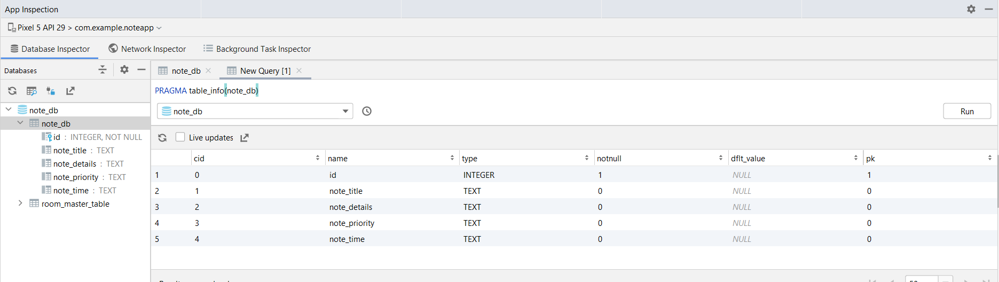 App Inspection
Pixel 5 API 29 > com.example.noteapp
Database Inspector Network Inspector Background Task Inspector
Databases
note_db
note_db
id : INTEGER, NOT NULL
note_title : TEXT
note_details : TEXT
note_priority : TEXT
note_time : TEXT
room_master_table
note_db New Query [1]
PRAGMA table_info(note_db)
note_db Run
Live updates
cid name type notnull dflt_value pk
1 0 id INTEGER 1 NULL 1
2 1 note_title TEXT 0 NULL 0
3 2 note_details TEXT 0 NULL 0
4 3 note_priority TEXT 0 NULL 0
5 4 note_time TEXT 0 NULL 0